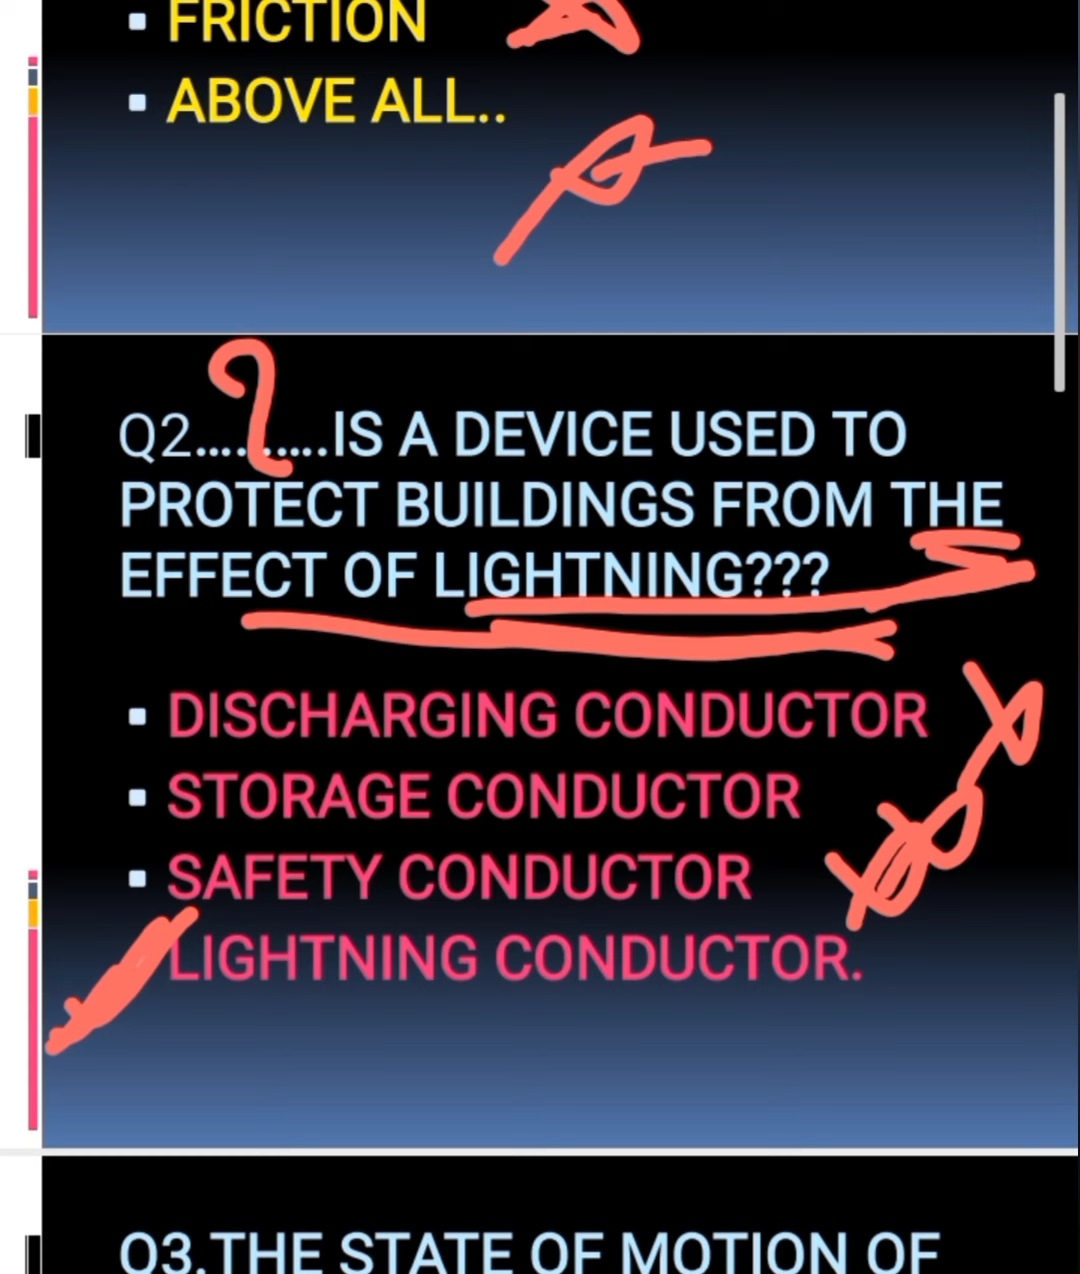 FRICTION
ABOVE ALL..
Q2.........IS A DEVICE USED TO
PROTECT BUILDINGS FROM THE
EFFECT OF LIGHTNING???
DISCHARGING CONDUCTOR
STORAGE CONDUCTOR
SAFETY CONDUCTOR
LIGHTNING CONDUCTOR.
Q3.THE STATE OF MOTION OF